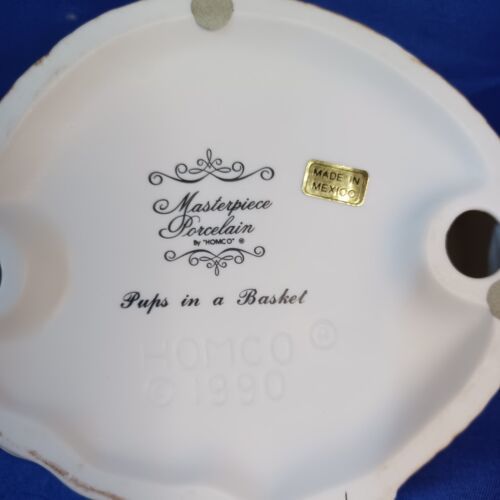 Masterpiece
Porcelain
By "HOMCO" ®
MADE IN
MEXICO
Pups in a Basket
HOMCO ®
© 1990